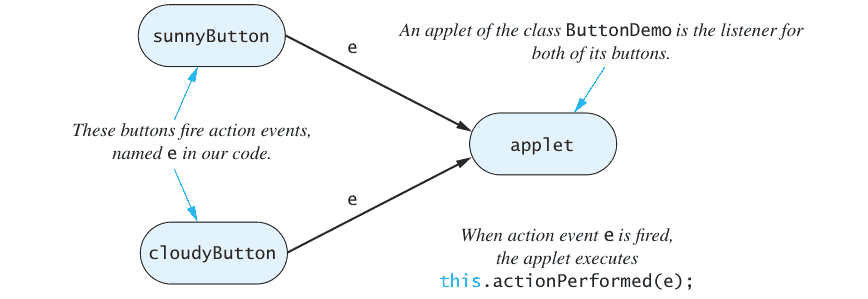 sunnyButton
e
An applet of the class ButtonDemo is the listener for
both of its buttons.
These buttons fire action events,
named e in our code.
applet
e
cloudyButton
When action event e is fired,
the applet executes
this.actionPerformed(e);